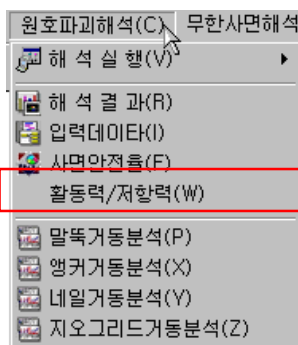 원호파괴해석(C) 무한사면해석
해 석 실 행(V)
해 석 결 과(R)
입력데이타(I)
사면안전율(F)
활동력/저항력(W)
말뚝거동분석(P)
앵커거동분석(X)
네일거동분석(Y)
지오그리드거동분석(Z)